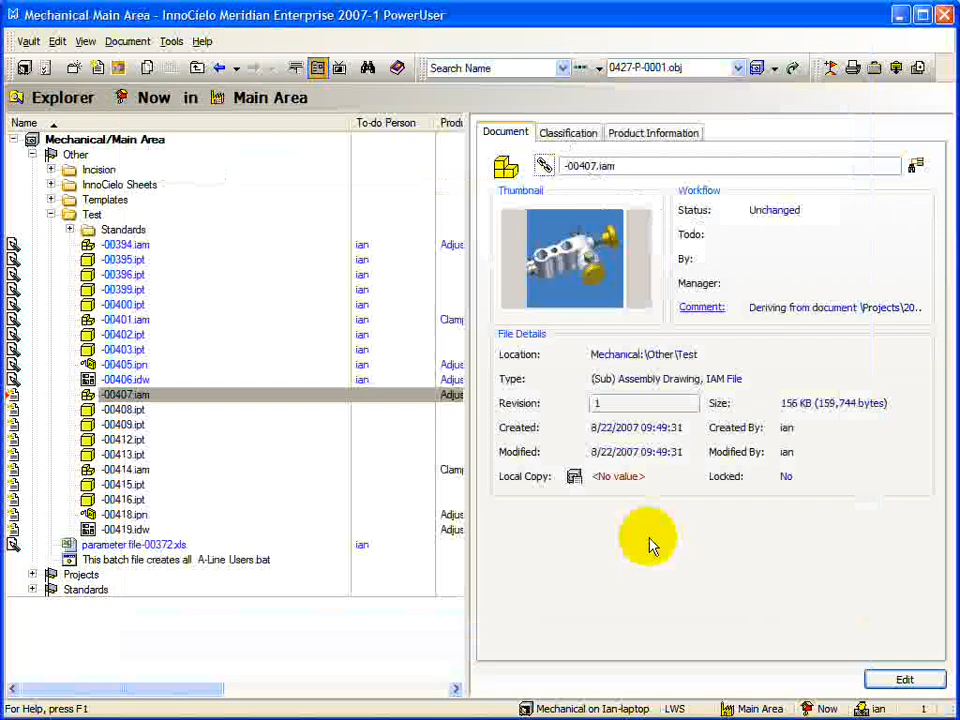 Mechanical Main Area - InnoCielo Meridian Enterprise 2007-1 PowerUser
Vault Edit View Document Tools Help
Search Name
0427-P-0001.obj
Explorer Now in Main Area
Name To-do Person Produ
Mechanical/Main Area
Other
Incision
InnoCielo Sheets
Templates
Test
Standards
-00394.iam ian Adjus
-00395.ipt ian
-00396.ipt ian
-00399.ipt ian
-00400.ipt ian
-00401.iam ian Clamp
-00402.ipt ian
-00403.ipt ian
-00405.ipn ian Adjus
-00406.idw ian Adjus
-00407.iam Adjus
-00408.ipt
-00409.ipt
-00412.ipt
-00413.ipt
-00414.iam Clamp
-00415.ipt
-00416.ipt
-00418.ipn Adjus
-00419.idw Adjus
parameter file-00372.xls ian
This batch file creates all A-Line Users.bat
Projects
Standards
Document Classification Product Information
-00407.iam
Thumbnail
Workflow
Status: Unchanged
Todo:
By:
Manager:
Comment: Deriving from document \Projects\20..
File Details
Location: Mechanical:\Other\Test
Type: (Sub) Assembly Drawing, IAM File
Revision: 1 Size: 156 KB (159,744 bytes)
Created: 8/22/2007 09:49:31 Created By: ian
Modified: 8/22/2007 09:49:31 Modified By: ian
Local Copy: <No value> Locked: No
Edit
For Help, press F1
Mechanical on Ian-laptop LWS Main Area Now ian 1